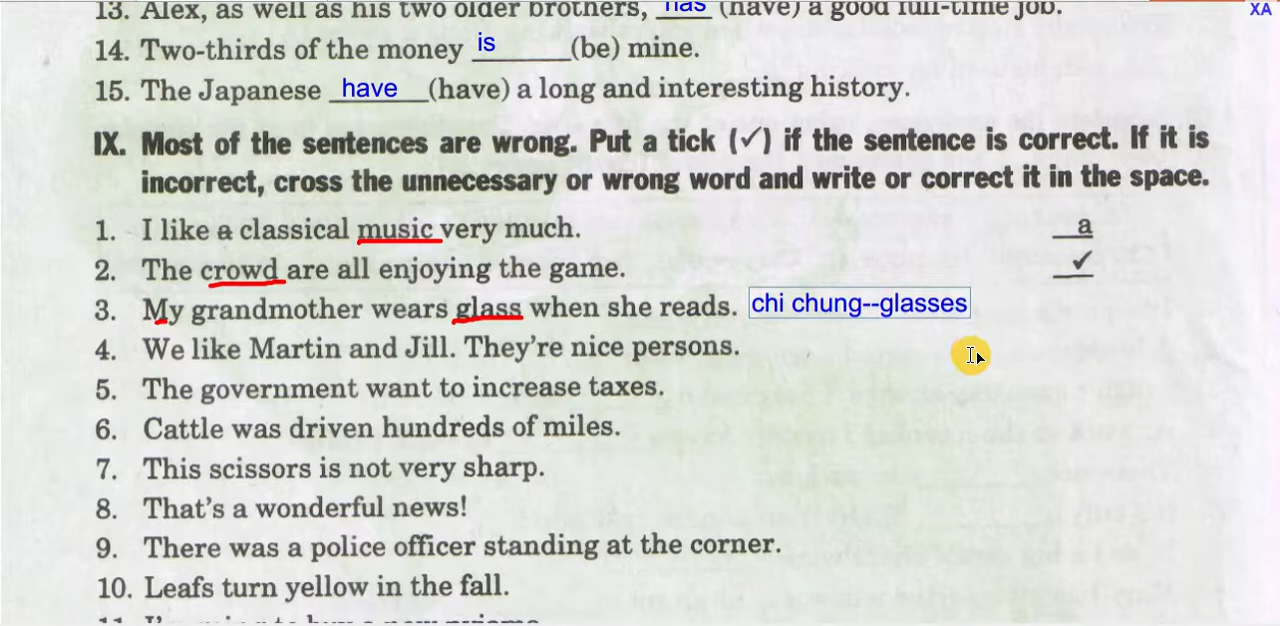 13. Alex, as well as his two older brothers, has (have) a good full-time job.
XA
14. Two-thirds of the money is (be) mine.
15. The Japanese have (have) a long and interesting history.
IX. Most of the sentences are wrong. Put a tick (✓) if the sentence is correct. If it is
incorrect, cross the unnecessary or wrong word and write or correct it in the space.
1. I like a classical music very much. a
2. The crowd are all enjoying the game. ✓
3. My grandmother wears glass when she reads. chi chung--glasses
4. We like Martin and Jill. They're nice persons.
5. The government want to increase taxes.
6. Cattle was driven hundreds of miles.
7. This scissors is not very sharp.
8. That's a wonderful news!
9. There was a police officer standing at the corner.
10. Leafs turn yellow in the fall.